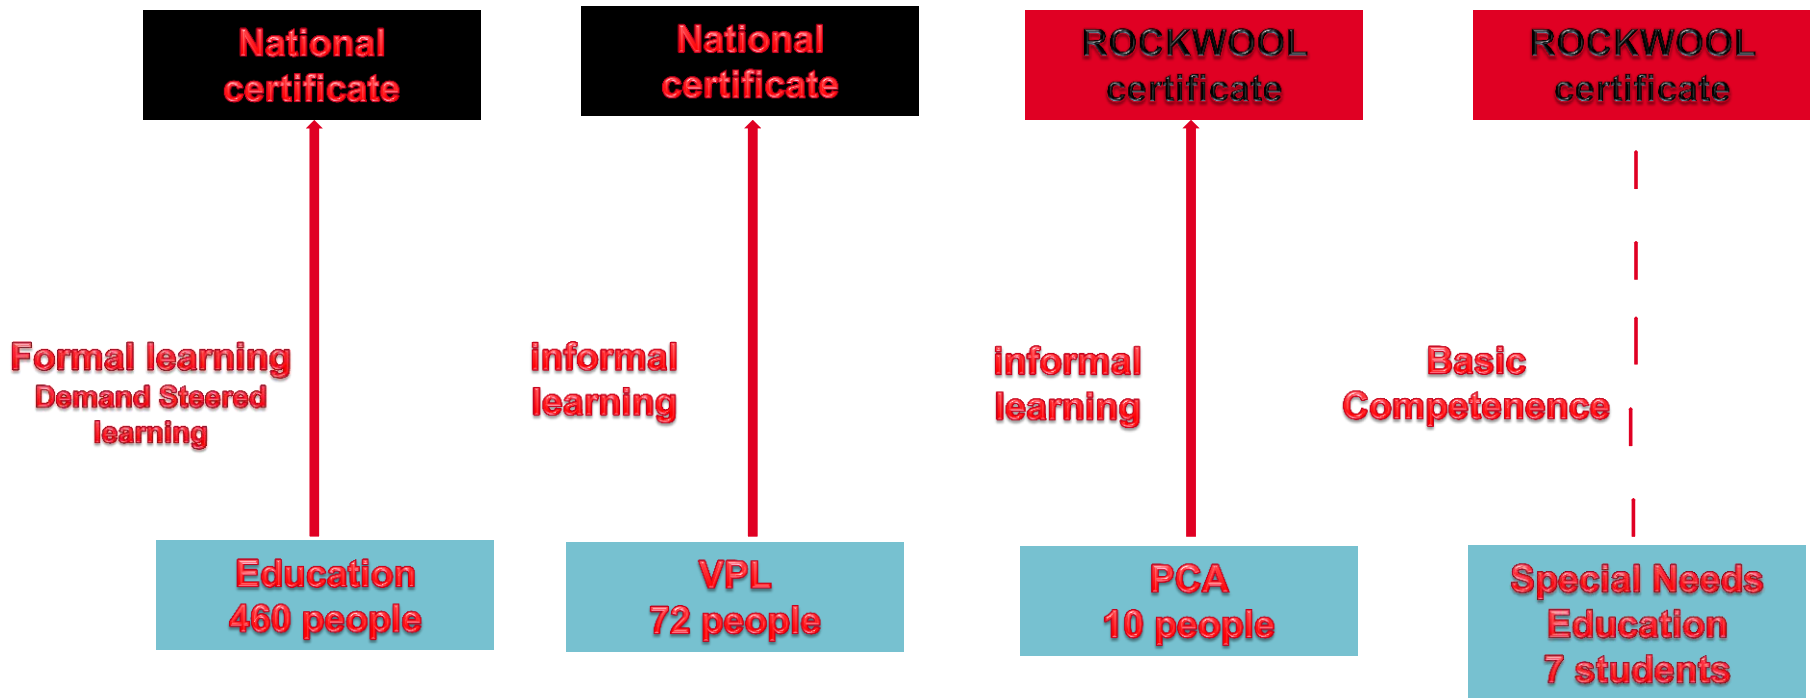 National
certificate
National
certificate
ROCKWOOL
certificate
ROCKWOOL
certificate
Formal learning
Demand Steered
learning
informal
learning
informal
learning
Basic
Competenence
Education
460 people
VPL
72 people
PCA
10 people
Special Needs
Education
7 students